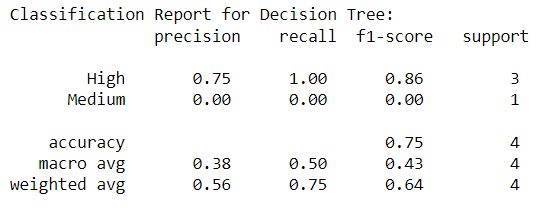 Classification Report for Decision Tree:
precision recall f1-score support
High 0.75 1.00 0.86 3
Medium 0.00 0.00 0.00 1
accuracy 0.75 4
macro avg 0.38 0.50 0.43 4
weighted avg 0.56 0.75 0.64 4